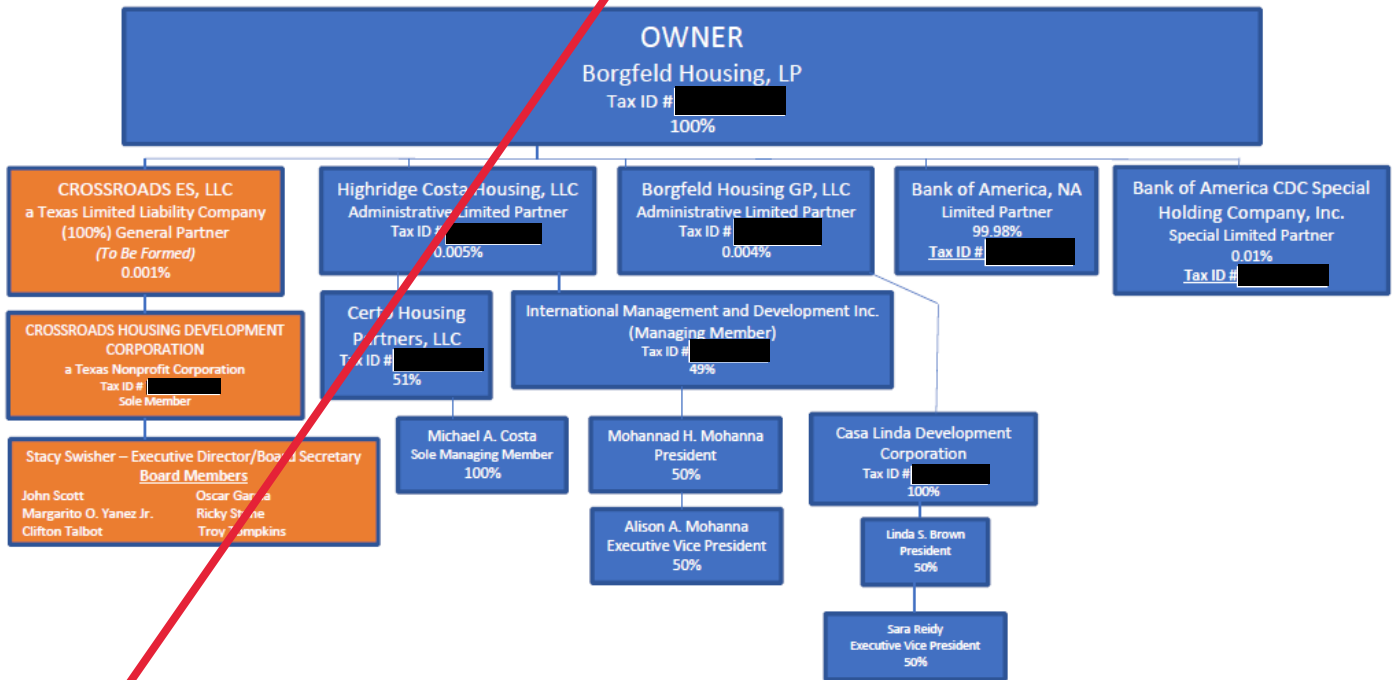 OWNER
Borgfeld Housing, LP
Tax ID #
100%
CROSSROADS ES, LLC
a Texas Limited Liability Company
(100%) General Partner
(To Be Formed)
0.001%
Highridge Costa Housing, LLC
Administrative Limited Partner
Tax ID #
0.005%
Borgfeld Housing GP, LLC
Administrative Limited Partner
Tax ID #
0.004%
Bank of America, NA
Limited Partner
99.98%
Tax ID #
Bank of America CDC Special
Holding Company, Inc.
Special Limited Partner
0.01%
Tax ID #
CROSSROADS HOUSING DEVELOPMENT
CORPORATION
a Texas Nonprofit Corporation
Tax ID #
Sole Member
Certo Housing
Partners, LLC
Tax ID #
51%
International Management and Development Inc.
(Managing Member)
Tax ID #
49%
Stacy Swisher – Executive Director/Board Secretary
Board Members
John Scott Oscar Garcia
Margarito O. Yanez Jr. Ricky Stone
Clifton Talbot Troy Tompkins
Michael A. Costa
Sole Managing Member
100%
Mohannad H. Mohanna
President
50%
Alison A. Mohanna
Executive Vice President
50%
Casa Linda Development
Corporation
Tax ID #
100%
Linda S. Brown
President
50%
Sara Reidy
Executive Vice President
50%